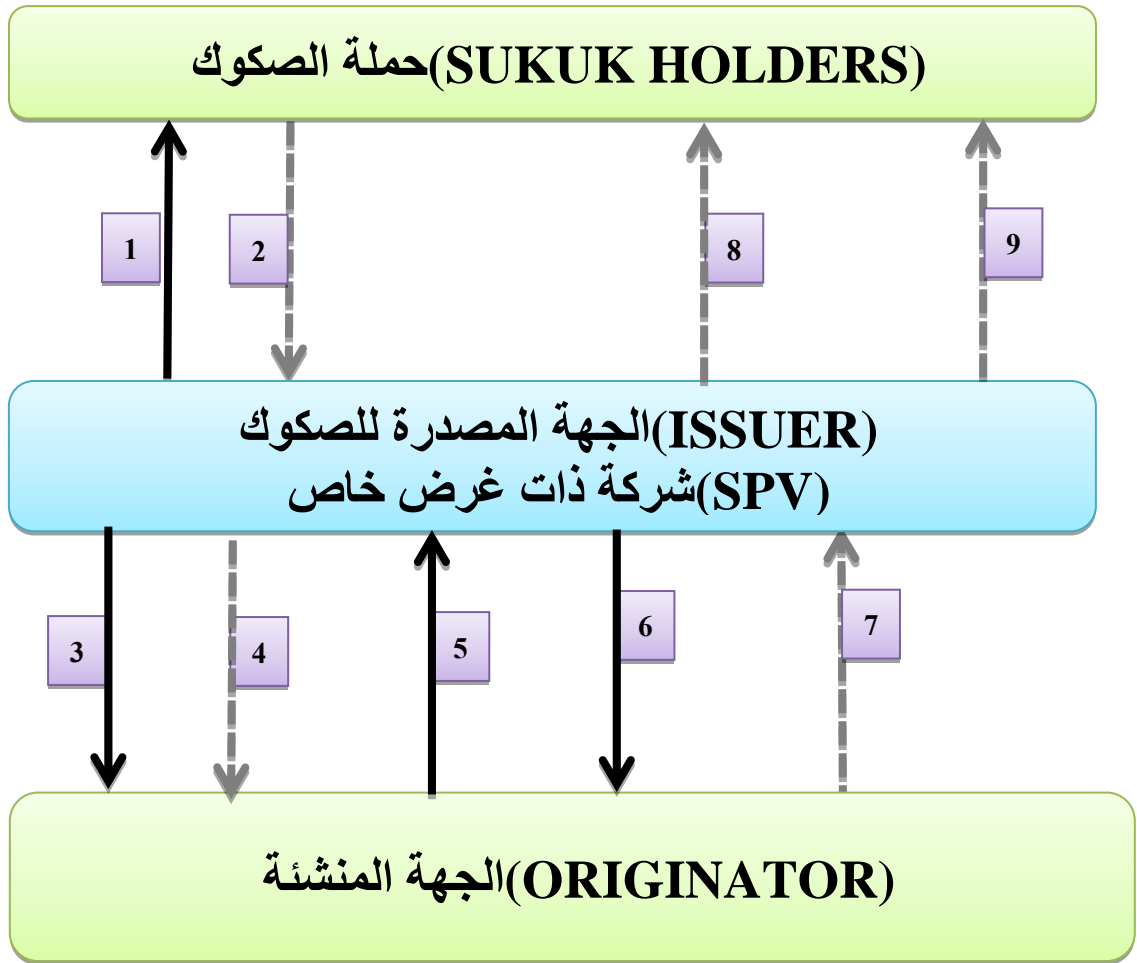 حملة الصكوك(SUKUK HOLDERS)
1
2
8
9
الجهة المصدرة للصكوك(ISSUER)
شركة ذات غرض خاص(SPV)
3
4
5
6
7
الجهة المنشئة(ORIGINATOR)